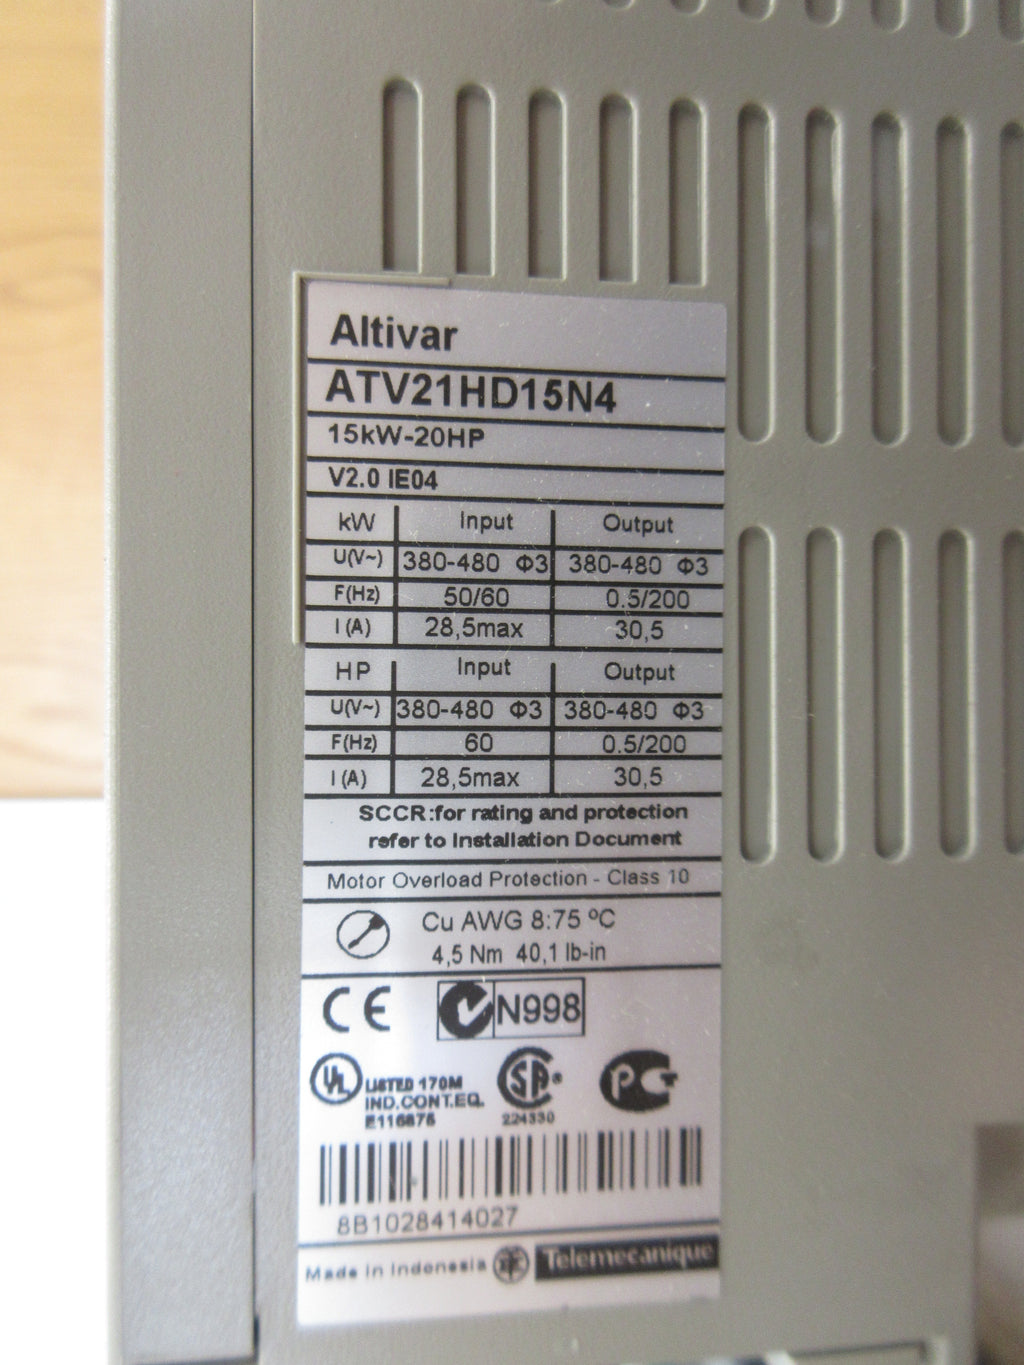 Altivar
ATV21HD15N4
15kW-20HP
V2.0 IE04
kW Input Output
U(V~) 380-480 Φ3 380-480 Φ3
F(Hz) 50/60 0.5/200
I (A) 28,5max 30,5
HP Input Output
U(V~) 380-480 Φ3 380-480 Φ3
F(Hz) 60 0.5/200
I (A) 28,5max 30,5
SCCR:for rating and protection
refer to Installation Document
Motor Overload Protection - Class 10
Cu AWG 8:75 ºC
4,5 Nm 40,1 lb-in
CE N998
UL LISTED 170M
IND.CONT.EQ.
E116875
SA
224330
PCT
8B1028414027
Made in Indonesia Telemecanique